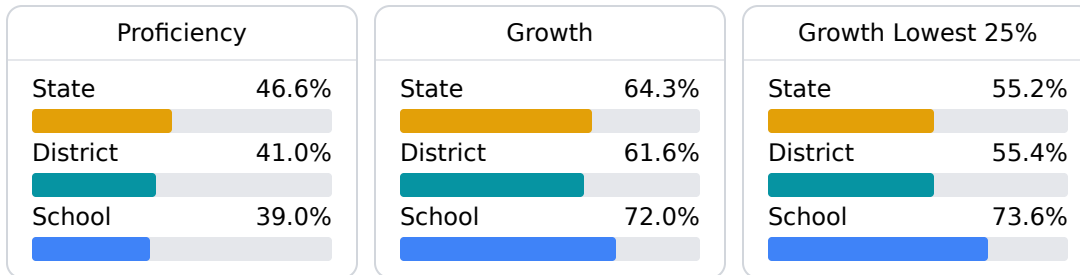 Proficiency
State 46.6%
District 41.0%
School 39.0%
Growth
State 64.3%
District 61.6%
School 72.0%
Growth Lowest 25%
State 55.2%
District 55.4%
School 73.6%